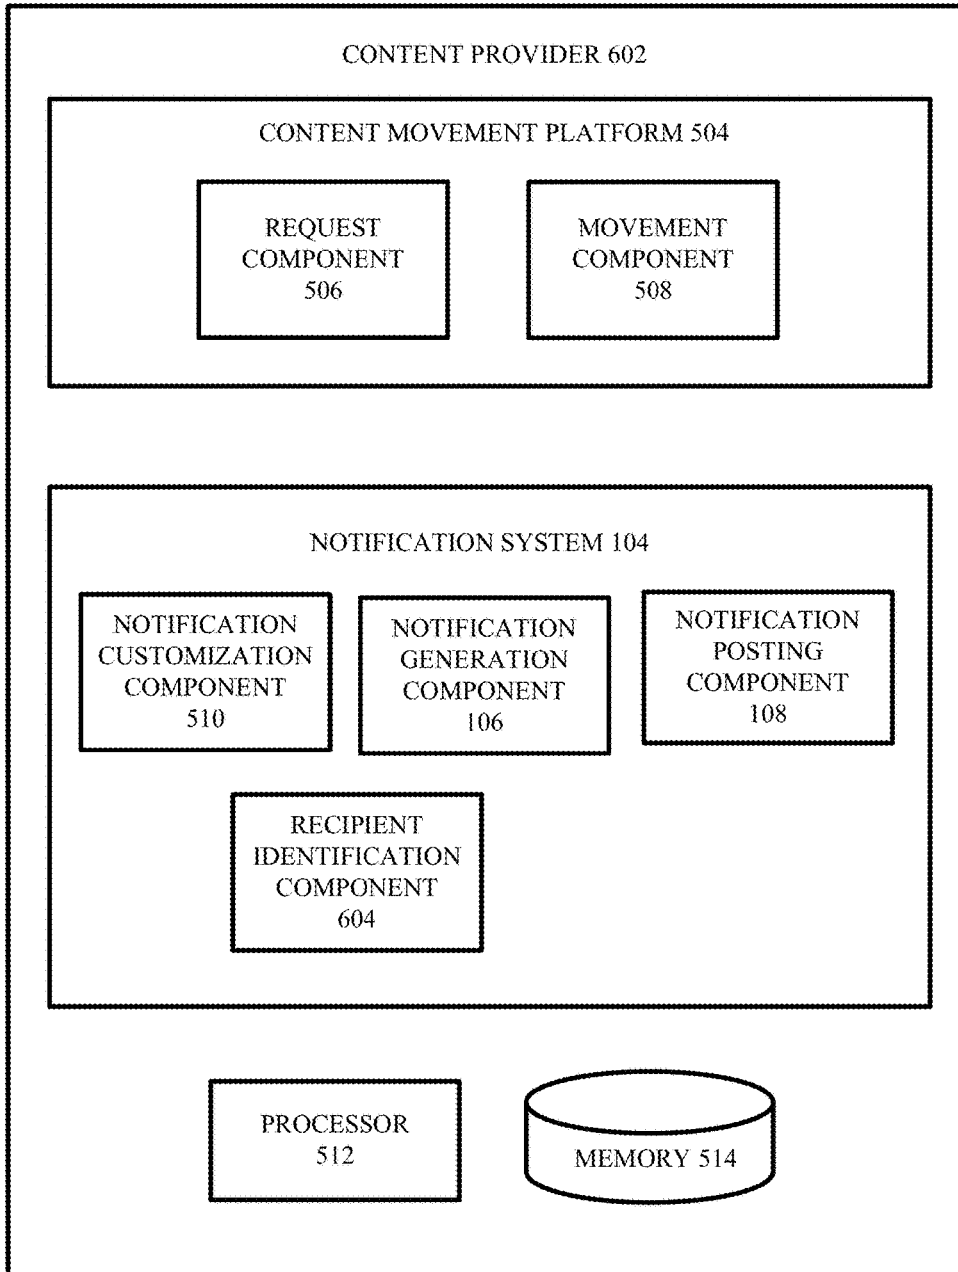 CONTENT PROVIDER 602
CONTENT MOVEMENT PLATFORM 504
REQUEST
COMPONENT
506
MOVEMENT
COMPONENT
508
NOTIFICATION SYSTEM 104
NOTIFICATION
CUSTOMIZATION
COMPONENT
510
NOTIFICATION
GENERATION
COMPONENT
106
NOTIFICATION
POSTING
COMPONENT
108
RECIPIENT
IDENTIFICATION
COMPONENT
604
PROCESSOR
512
MEMORY 514